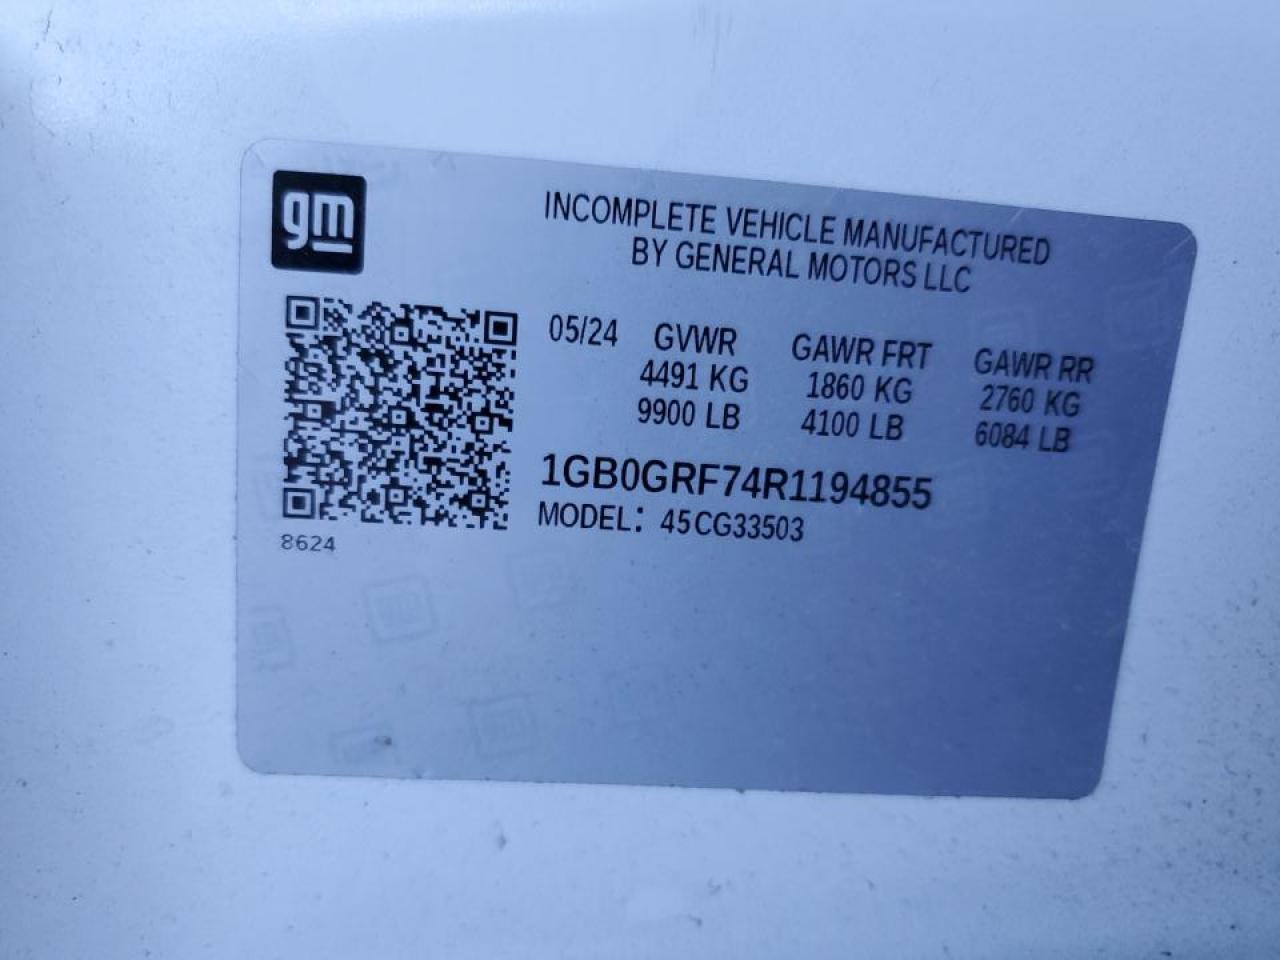 gm
INCOMPLETE VEHICLE MANUFACTURED
BY GENERAL MOTORS LLC
05/24 GVWR GAWR FRT GAWR RR
4491 KG 1860 KG 2760 KG
9900 LB 4100 LB 6084 LB
1GB0GRF74R1194855
MODEL: 45CG33503
8624